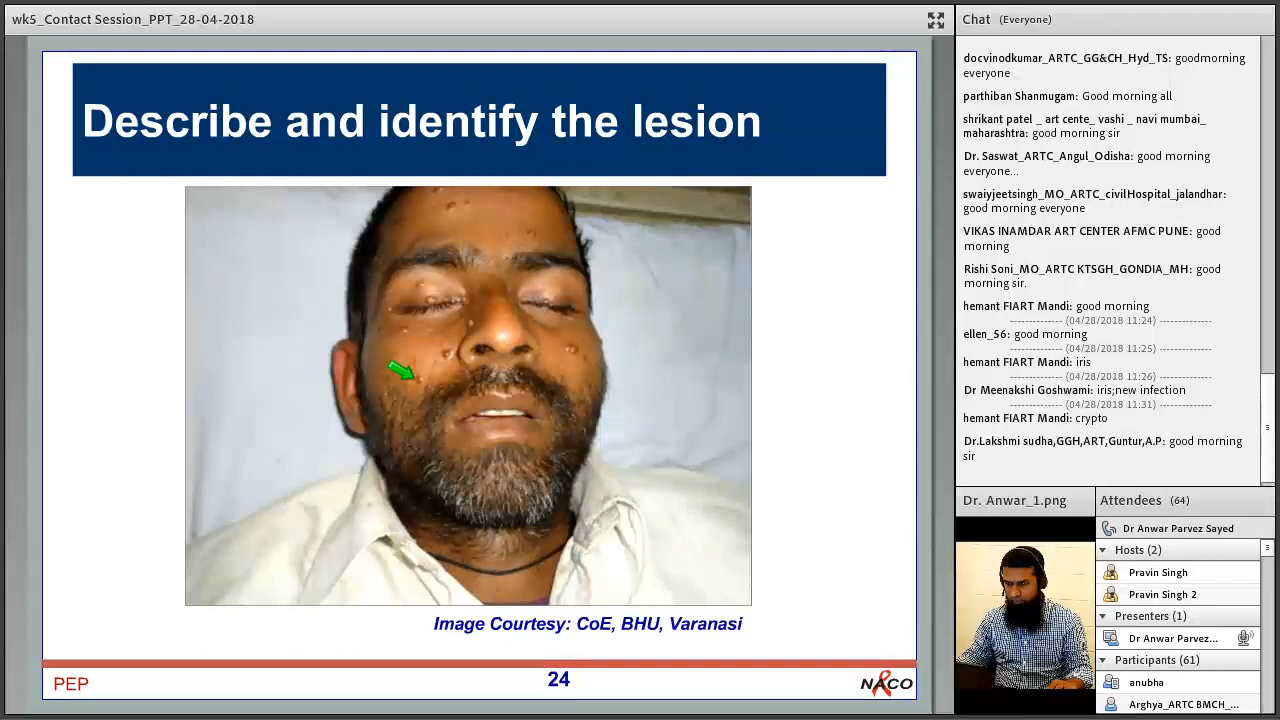 wk5_Contact Session_PPT_28-04-2018
Describe and identify the lesion
Image Courtesy: CoE, BHU, Varanasi
PEP
24
NACO
Chat (Everyone)
docvinodkumar_ARTC_GG&CH_Hyd_TS: goodmorning
everyone
parthiban Shanmugam: Good morning all
shrikant patel _ art cente_ vashi _ navi mumbai_
maharashtra: good morning sir
Dr. Saswat_ARTC_Angul_Odisha: good morning
everyone...
swaiyjeetsingh_MO_ARTC_civilHospital_jalandhar:
good morning everyone
VIKAS INAMDAR ART CENTER AFMC PUNE: good
morning
Rishi Soni_MO_ARTC KTSGH_GONDIA_MH: good
morning sir.
hemant FIART Mandi: good morning
-------------- (04/28/2018 11:24) --------------
ellen_56: good morning
-------------- (04/28/2018 11:25) --------------
hemant FIART Mandi: iris
-------------- (04/28/2018 11:26) --------------
Dr Meenakshi Goshwami: iris;new infection
-------------- (04/28/2018 11:31) --------------
hemant FIART Mandi: crypto
Dr.Lakshmi sudha,GGH,ART,Guntur,A.P: good morning
sir
Dr. Anwar_1.png
Attendees (64)
Dr Anwar Parvez Sayed
Hosts (2)
Pravin Singh
Pravin Singh 2
Presenters (1)
Dr Anwar Parvez...
Participants (61)
anubha
Arghya_ARTC BMCH_...